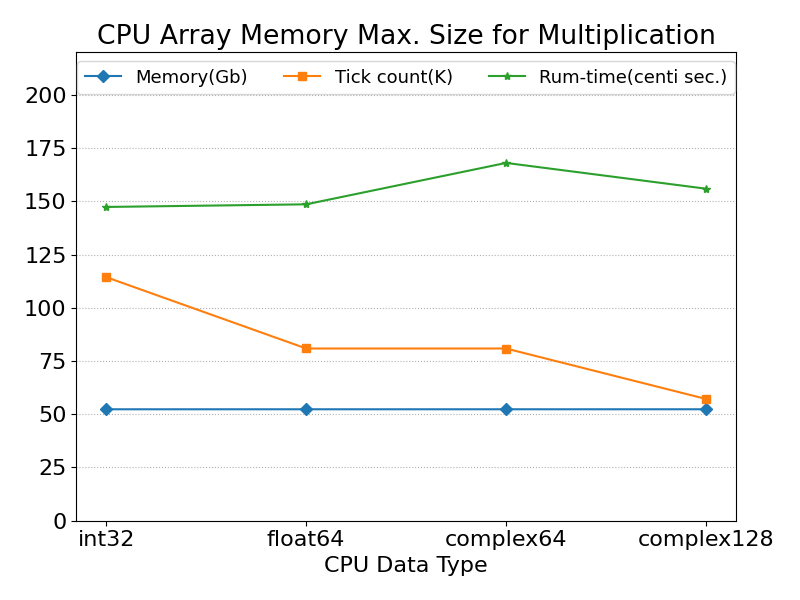 CPU Array Memory Max. Size for Multiplication
Memory(Gb) Tick count(K) Rum-time(centi sec.)
200
175
150
125
100
75
50
25
0
int32 float64 complex64 complex128
CPU Data Type